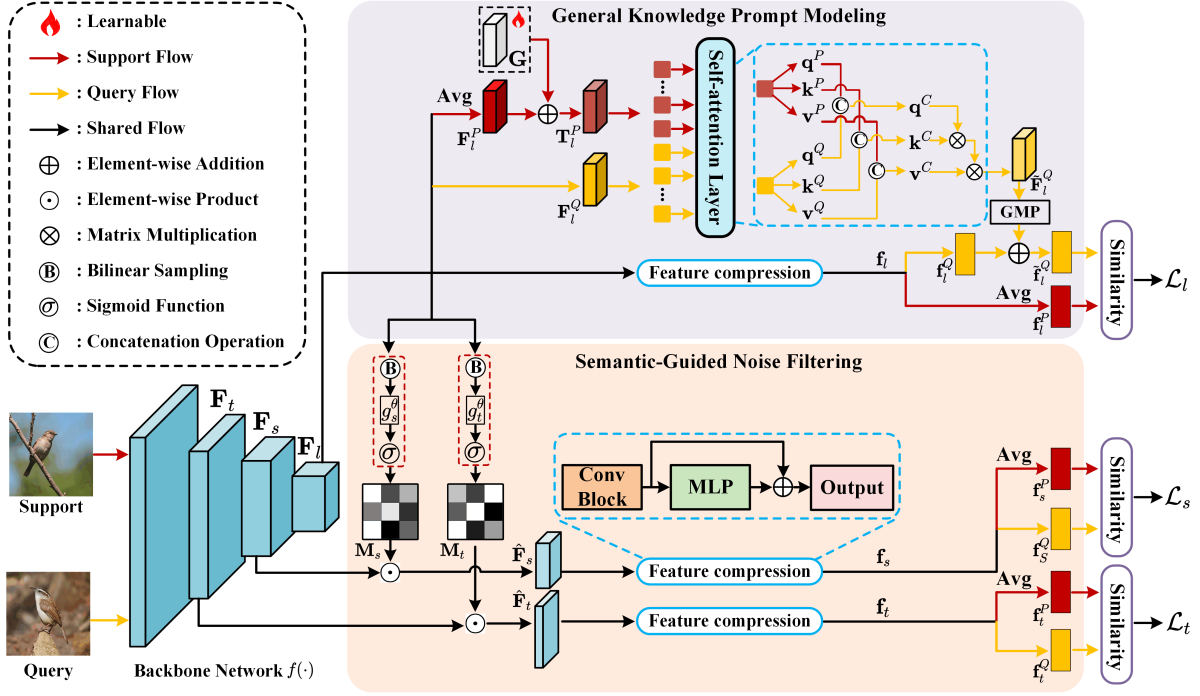 : Learnable
: Support Flow
: Query Flow
: Shared Flow
: Element-wise Addition
: Element-wise Product
: Matrix Multiplication
B : Bilinear Sampling
σ : Sigmoid Function
C : Concatenation Operation
General Knowledge Prompt Modeling
G
Avg
F_l^P
T_l^P
F_l^Q
Self-attention Layer
q^P
k^P
v^P
q^Q
k^Q
v^Q
C
C
C
q^C
k^C
v^C
F̃_l^Q
GMP
Feature compression
f_l
f_l^Q
f̃_l^Q
Avg
f_l^P
Similarity
ℒ_l
Semantic-Guided Noise Filtering
B
g_s^θ
σ
M_s
B
g_t^θ
σ
M_t
Support
Query
F_t
F_s
F_l
Backbone Network f(·)
Conv Block
MLP
Output
F̂_s
Feature compression
f_s
Avg
f_s^P
f_S^Q
Similarity
ℒ_s
F̂_t
Feature compression
f_t
Avg
f_t^P
f_t^Q
Similarity
ℒ_t